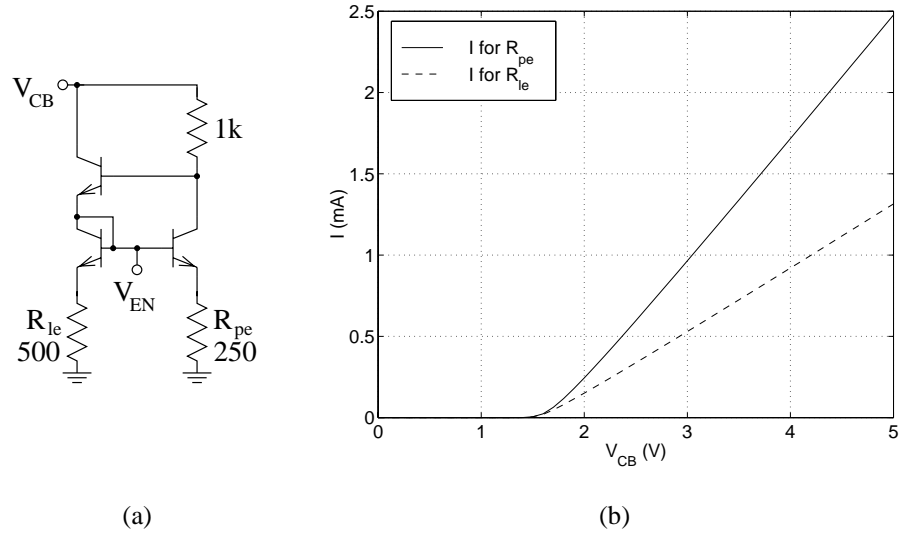 V_CB
1k
V_EN
R_le
500
R_pe
250
(a)
I for R_pe
I for R_le
2.5
2
1.5
1
0.5
0
I (mA)
0 1 2 3 4 5
V_CB (V)
(b)